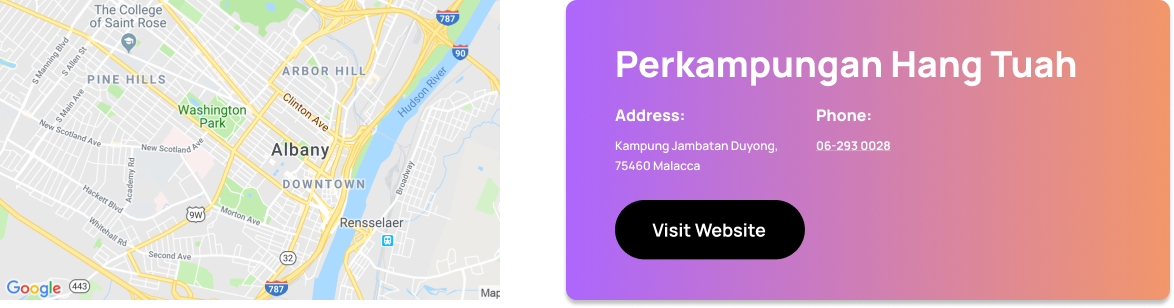 The College
of Saint Rose
787
90
S Manning Blvd
S Allen St
PINE HILLS
ARBOR HILL
S Main Ave
Washington
Park
Clinton Ave
Hudson River
New Scotland Ave
New Scotland Ave
Albany
Academy Rd
Broadway
DOWNTOWN
Hackett Blvd
9W
Morton Ave
Rensselaer
Whitehall Rd
Second Ave
32
Google
443
787
Map
Perkampungan Hang Tuah
Address:
Phone:
Kampung Jambatan Duyong,
75460 Malacca
06-293 0028
Visit Website